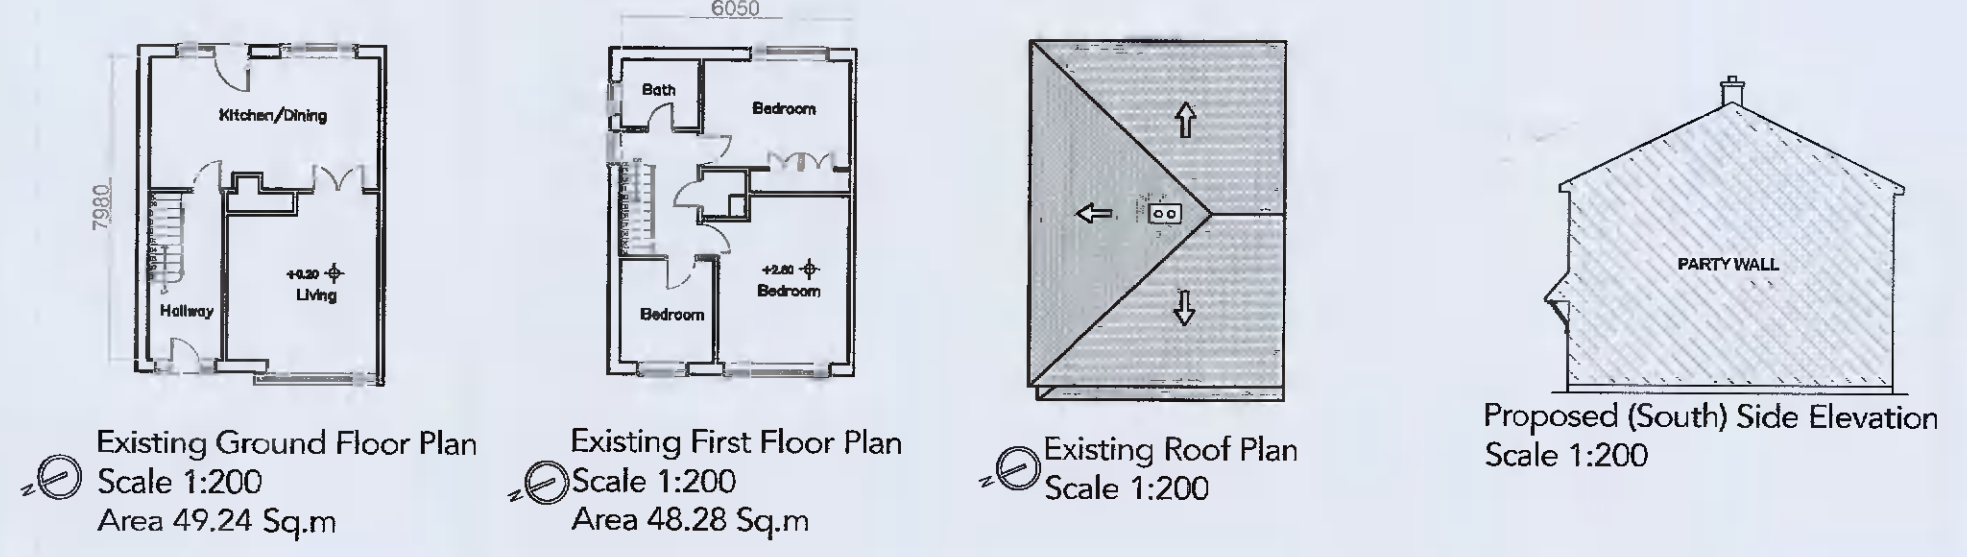 7980
Kitchen/Dining
+0.20
Living
Hallway
Existing Ground Floor Plan
N
Scale 1:200
Area 49.24 Sq.m
6050
Bath
Bedroom
+2.80
Bedroom
Bedroom
Existing First Floor Plan
N
Scale 1:200
Area 48.28 Sq.m
Existing Roof Plan
N
Scale 1:200
PARTY WALL
Proposed (South) Side Elevation
Scale 1:200